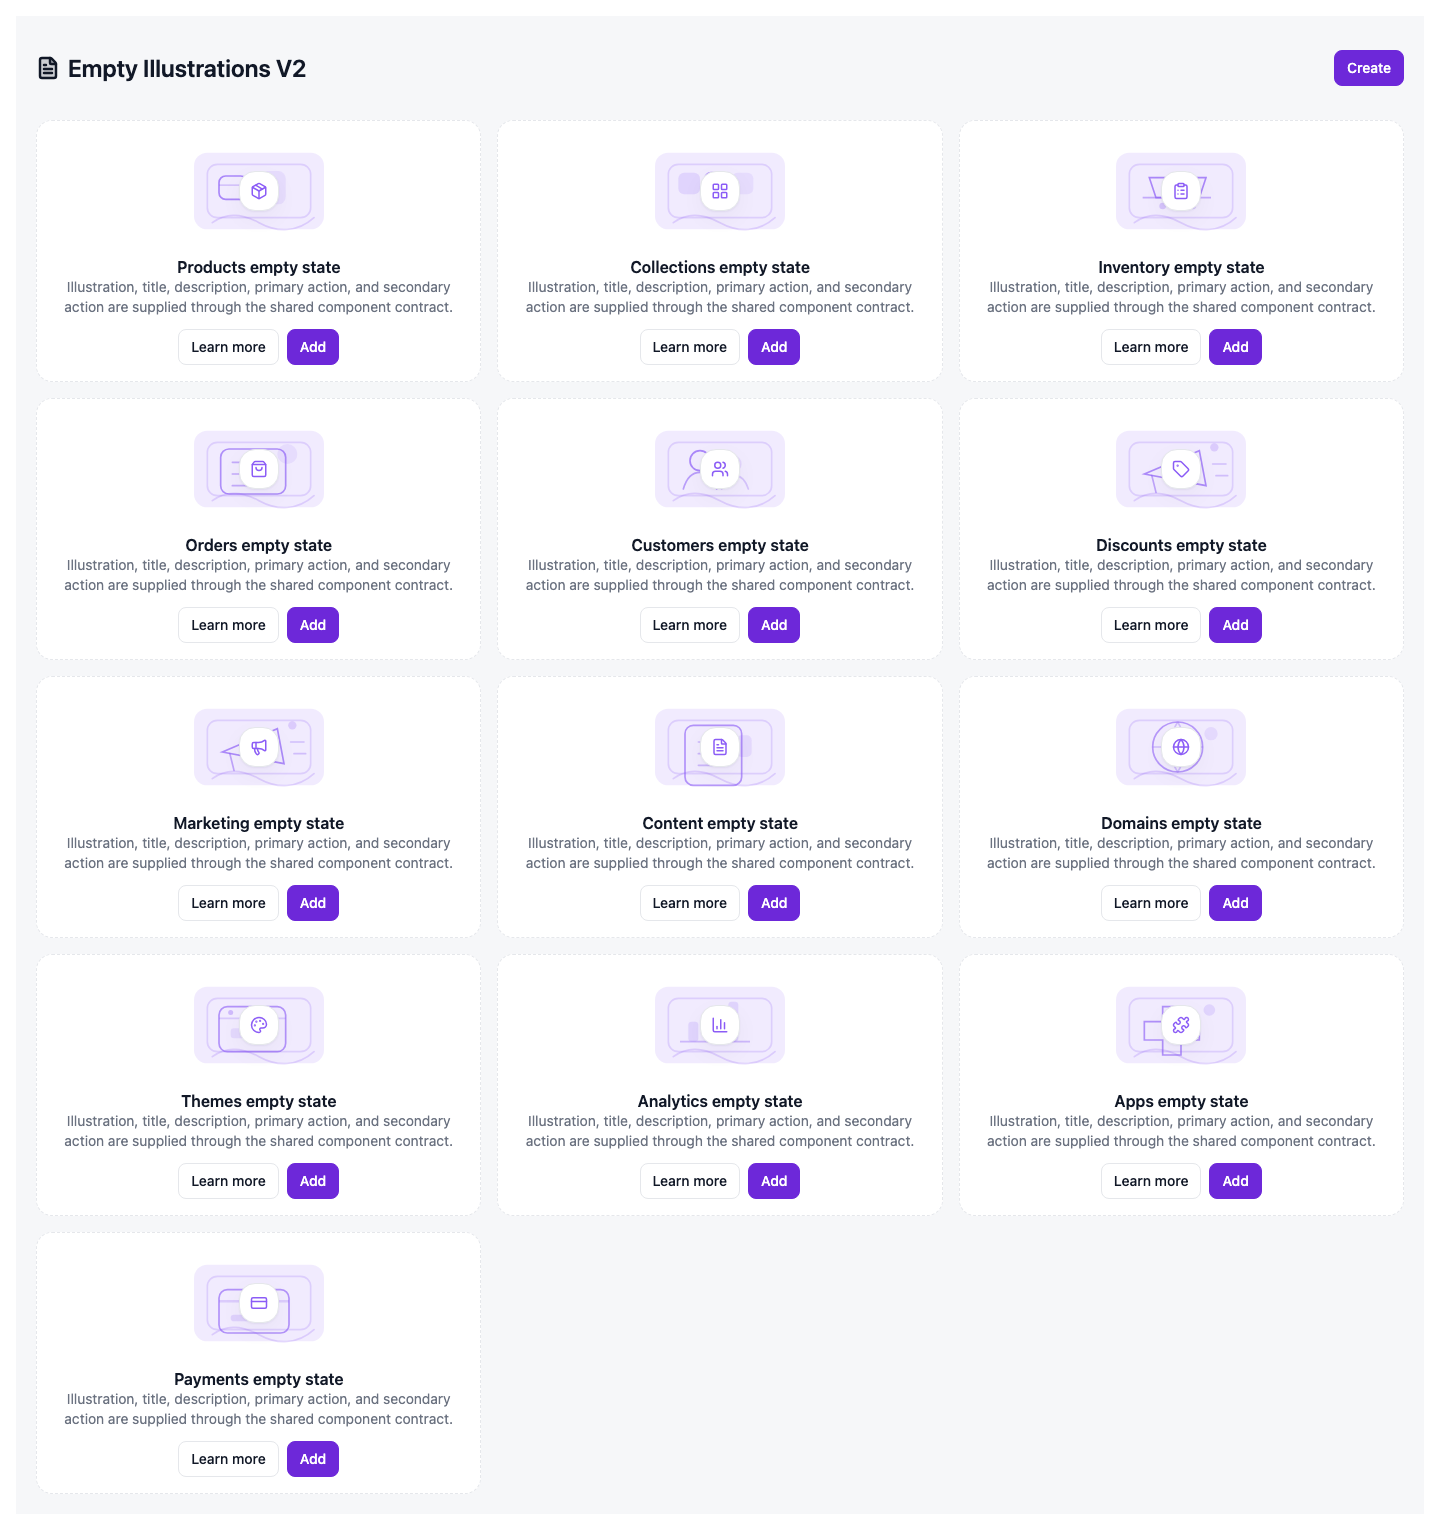 Empty Illustrations V2
Create
Products empty state
Illustration, title, description, primary action, and secondary
action are supplied through the shared component contract.
Learn more
Add
Collections empty state
Illustration, title, description, primary action, and secondary
action are supplied through the shared component contract.
Learn more
Add
Inventory empty state
Illustration, title, description, primary action, and secondary
action are supplied through the shared component contract.
Learn more
Add
Orders empty state
Illustration, title, description, primary action, and secondary
action are supplied through the shared component contract.
Learn more
Add
Customers empty state
Illustration, title, description, primary action, and secondary
action are supplied through the shared component contract.
Learn more
Add
Discounts empty state
Illustration, title, description, primary action, and secondary
action are supplied through the shared component contract.
Learn more
Add
Marketing empty state
Illustration, title, description, primary action, and secondary
action are supplied through the shared component contract.
Learn more
Add
Content empty state
Illustration, title, description, primary action, and secondary
action are supplied through the shared component contract.
Learn more
Add
Domains empty state
Illustration, title, description, primary action, and secondary
action are supplied through the shared component contract.
Learn more
Add
Themes empty state
Illustration, title, description, primary action, and secondary
action are supplied through the shared component contract.
Learn more
Add
Analytics empty state
Illustration, title, description, primary action, and secondary
action are supplied through the shared component contract.
Learn more
Add
Apps empty state
Illustration, title, description, primary action, and secondary
action are supplied through the shared component contract.
Learn more
Add
Payments empty state
Illustration, title, description, primary action, and secondary
action are supplied through the shared component contract.
Learn more
Add